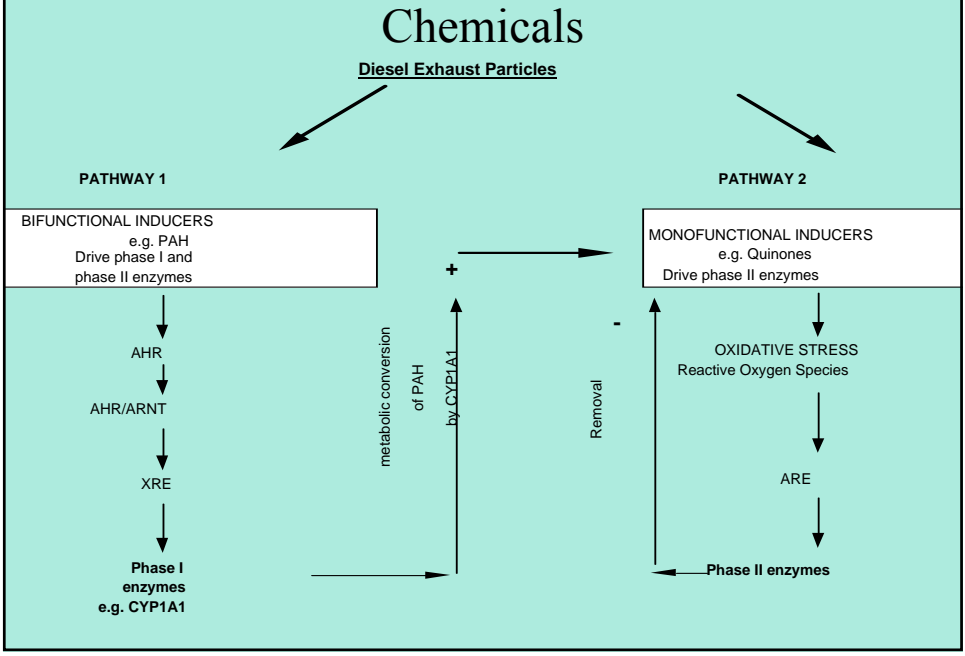 Chemicals
Diesel Exhaust Particles
PATHWAY 1
BIFUNCTIONAL INDUCERS
e.g. PAH
Drive phase I and
phase II enzymes
AHR
AHR/ARNT
XRE
Phase I
enzymes
e.g. CYP1A1
metabolic conversion
of PAH
by CYP1A1
+
-
Removal
PATHWAY 2
MONOFUNCTIONAL INDUCERS
e.g. Quinones
Drive phase II enzymes
OXIDATIVE STRESS
Reactive Oxygen Species
ARE
Phase II enzymes